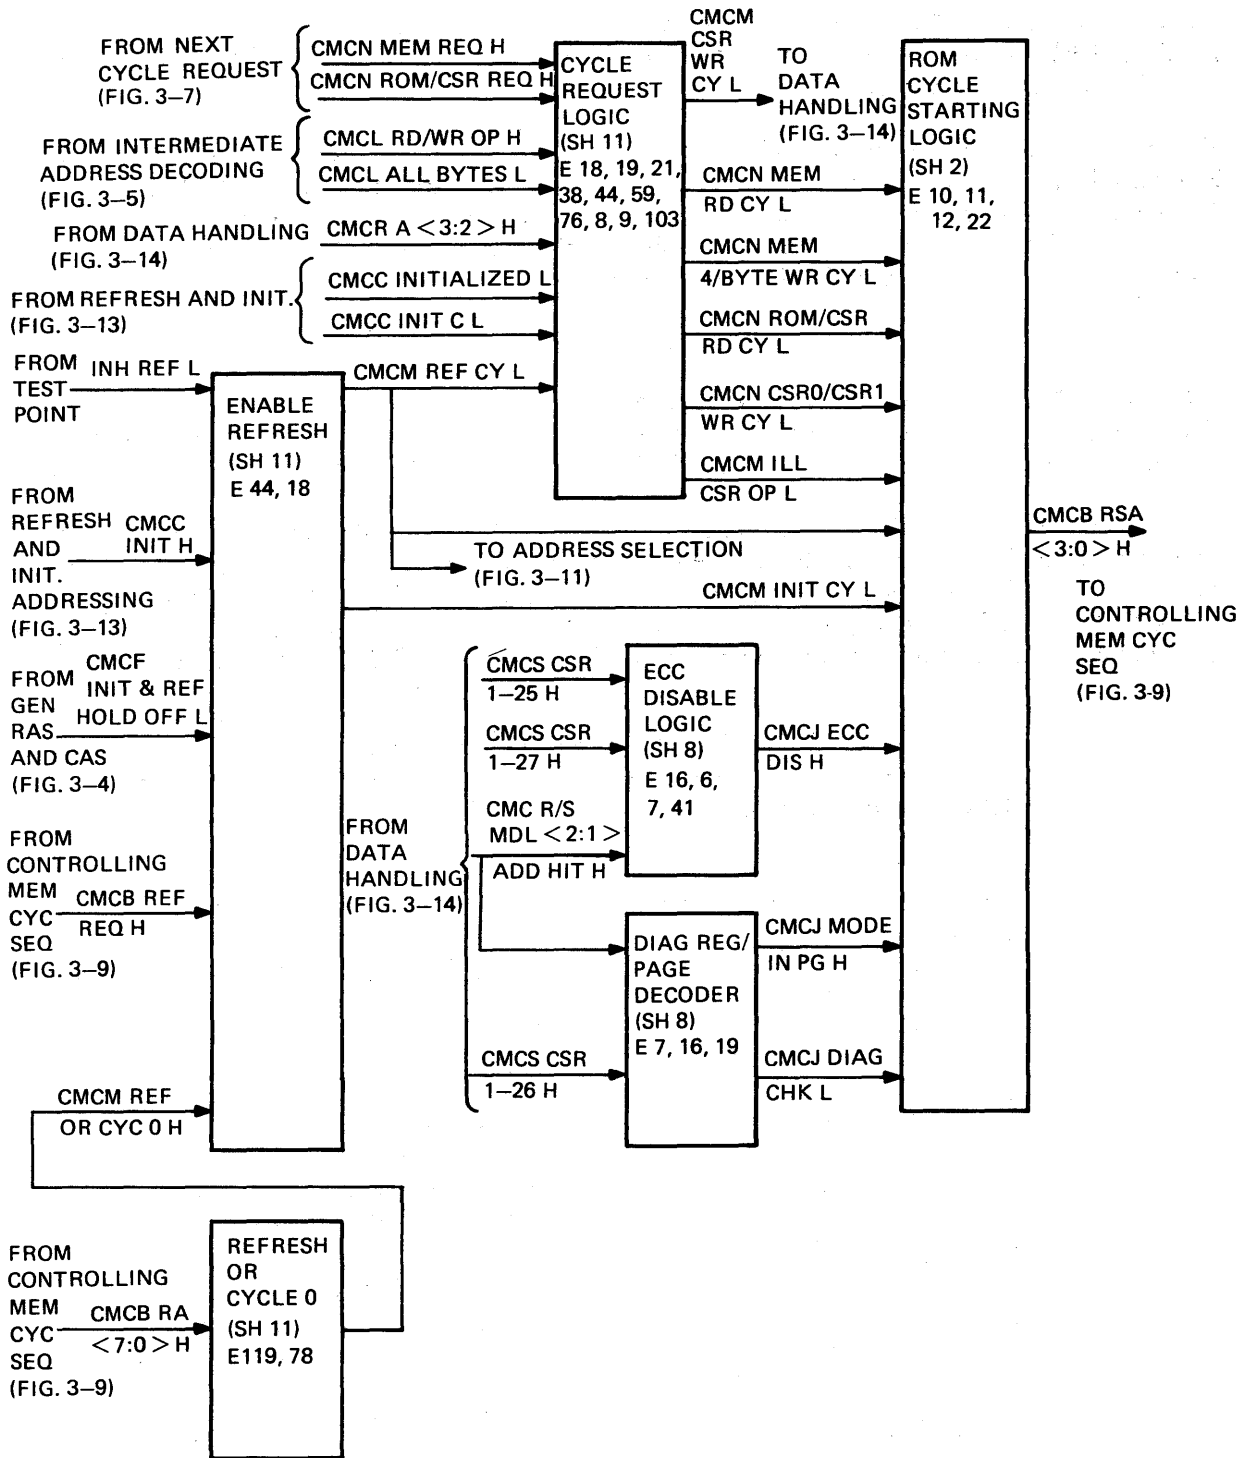 FROM NEXT
CYCLE REQUEST
(FIG. 3–7)
CMCN MEM REQ H
CMCN ROM/CSR REQ H
FROM INTERMEDIATE
ADDRESS DECODING
(FIG. 3–5)
CMCL RD/WR OP H
CMCL ALL BYTES L
FROM DATA HANDLING
(FIG. 3–14)
CMCR A <3:2> H
FROM REFRESH AND INIT.
(FIG. 3–13)
CMCC INITIALIZED L
CMCC INIT C L
CYCLE
REQUEST
LOGIC
(SH 11)
E 18, 19, 21,
38, 44, 59,
76, 8, 9, 103
CMCM
CSR
WR
CY L
TO
DATA
HANDLING
(FIG. 3–14)
CMCN MEM
RD CY L
CMCN MEM
4/BYTE WR CY L
CMCN ROM/CSR
RD CY L
CMCN CSR0/CSR1
WR CY L
CMCM ILL
CSR OP L
ROM
CYCLE
STARTING
LOGIC
(SH 2)
E 10, 11,
12, 22
CMCB RSA
<3:0> H
TO
CONTROLLING
MEM CYC
SEQ
(FIG. 3-9)
FROM
TEST
POINT
INH REF L
ENABLE
REFRESH
(SH 11)
E 44, 18
CMCM REF CY L
TO ADDRESS SELECTION
(FIG. 3–11)
CMCM INIT CY L
FROM
REFRESH
AND
INIT.
ADDRESSING
(FIG. 3–13)
CMCC
INIT H
FROM
GEN
RAS
AND CAS
(FIG. 3–4)
CMCF
INIT & REF
HOLD OFF L
FROM
CONTROLLING
MEM
CYC
SEQ
(FIG. 3–9)
CMCB REF
REQ H
CMCM REF
OR CYC 0 H
FROM
DATA
HANDLING
(FIG. 3–14)
CMCS CSR
1–25 H
CMCS CSR
1–27 H
CMC R/S
MDL <2:1>
ADD HIT H
ECC
DISABLE
LOGIC
(SH 8)
E 16, 6,
7, 41
CMCJ ECC
DIS H
CMCS CSR
1–26 H
DIAG REG/
PAGE
DECODER
(SH 8)
E 7, 16, 19
CMCJ MODE
IN PG H
CMCJ DIAG
CHK L
FROM
CONTROLLING
MEM
CYC
SEQ
(FIG. 3–9)
CMCB RA
<7:0> H
REFRESH
OR
CYCLE 0
(SH 11)
E119, 78